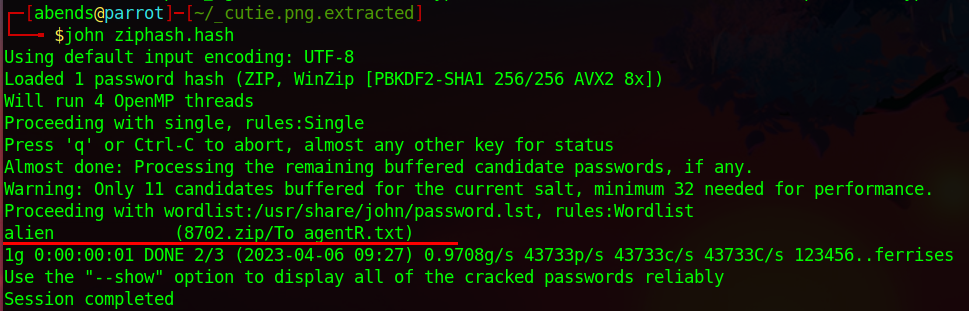 ┌─[abends@parrot]─[~/_cutie.png.extracted]
└──╼ $john ziphash.hash
Using default input encoding: UTF-8
Loaded 1 password hash (ZIP, WinZip [PBKDF2-SHA1 256/256 AVX2 8x])
Will run 4 OpenMP threads
Proceeding with single, rules:Single
Press 'q' or Ctrl-C to abort, almost any other key for status
Almost done: Processing the remaining buffered candidate passwords, if any.
Warning: Only 11 candidates buffered for the current salt, minimum 32 needed for performance.
Proceeding with wordlist:/usr/share/john/password.lst, rules:Wordlist
alien            (8702.zip/To agentR.txt)
1g 0:00:00:01 DONE 2/3 (2023-04-06 09:27) 0.9708g/s 43733p/s 43733c/s 43733C/s 123456..ferrises
Use the "--show" option to display all of the cracked passwords reliably
Session completed